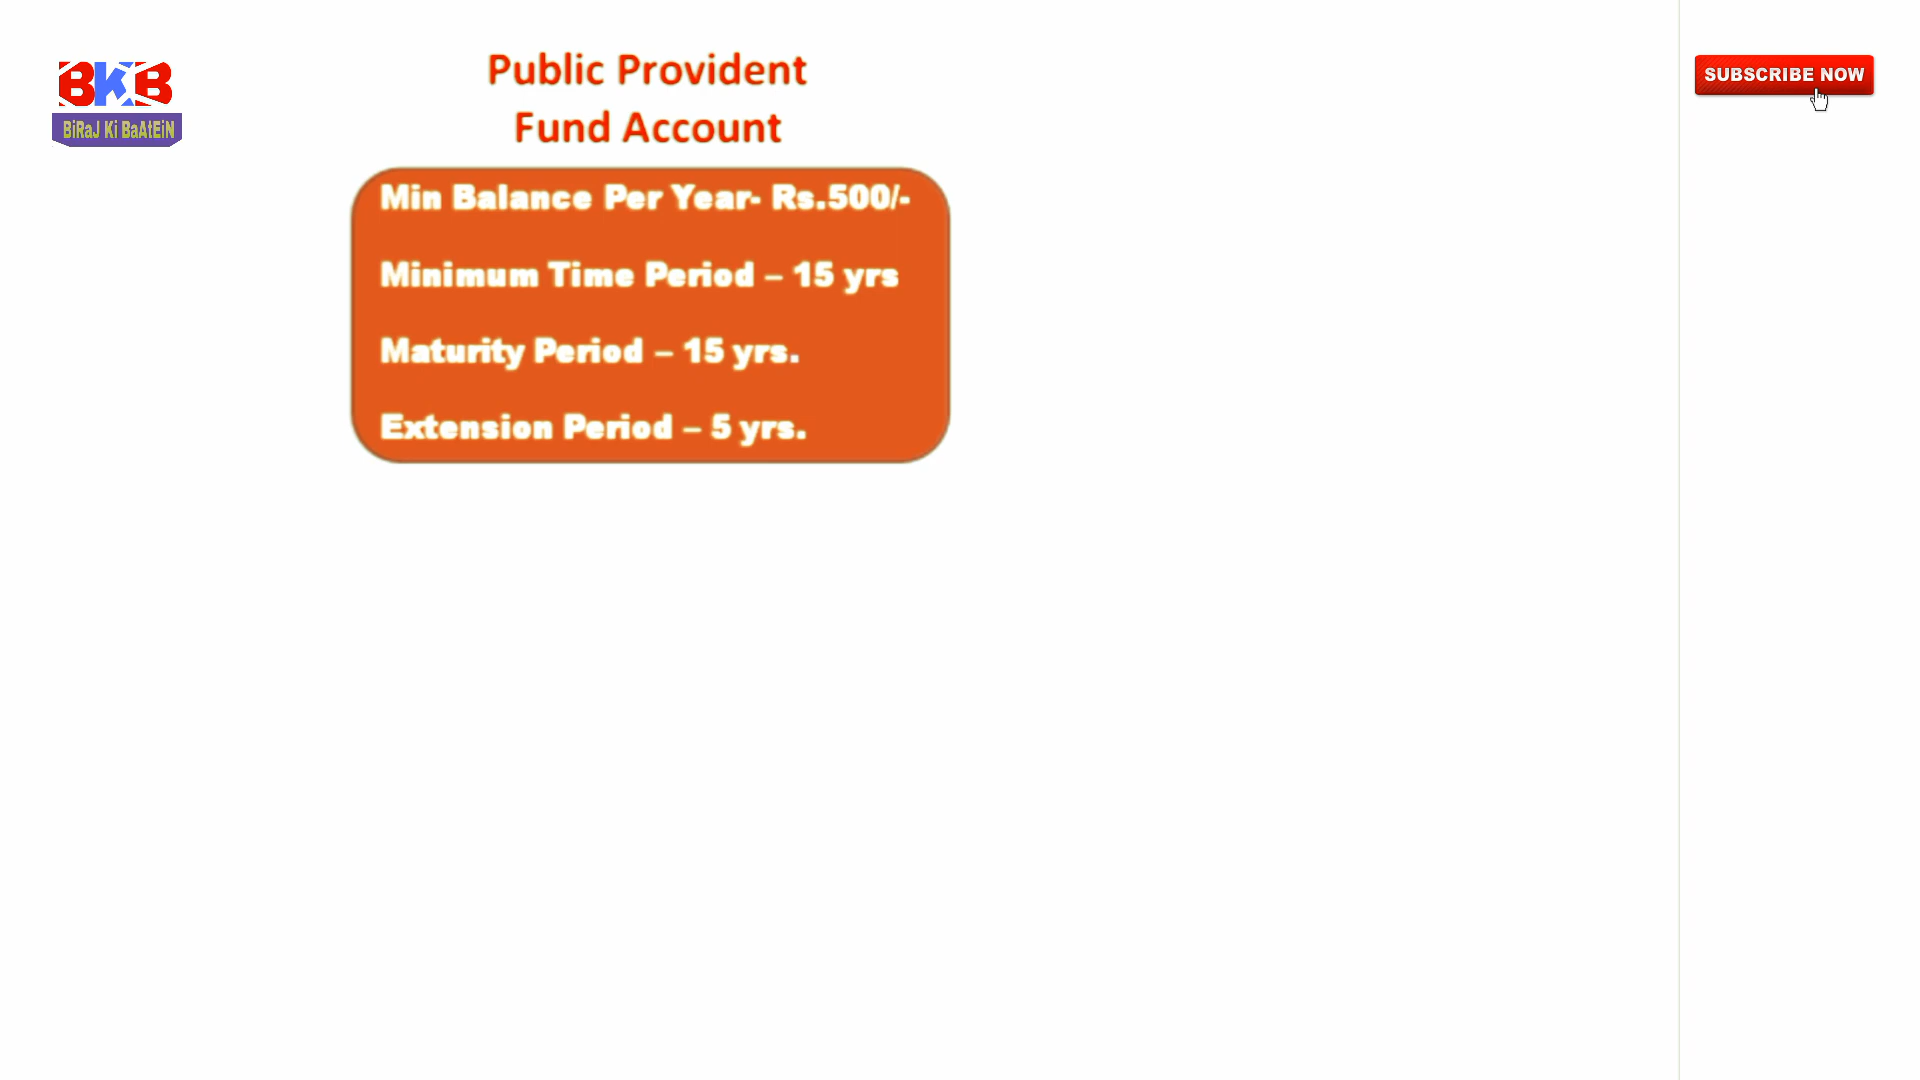 BKB
BiRaJ Ki BaAtEiN
Public Provident
Fund Account
SUBSCRIBE NOW
Min Balance Per Year- Rs.500/-
Minimum Time Period – 15 yrs
Maturity Period – 15 yrs.
Extension Period – 5 yrs.